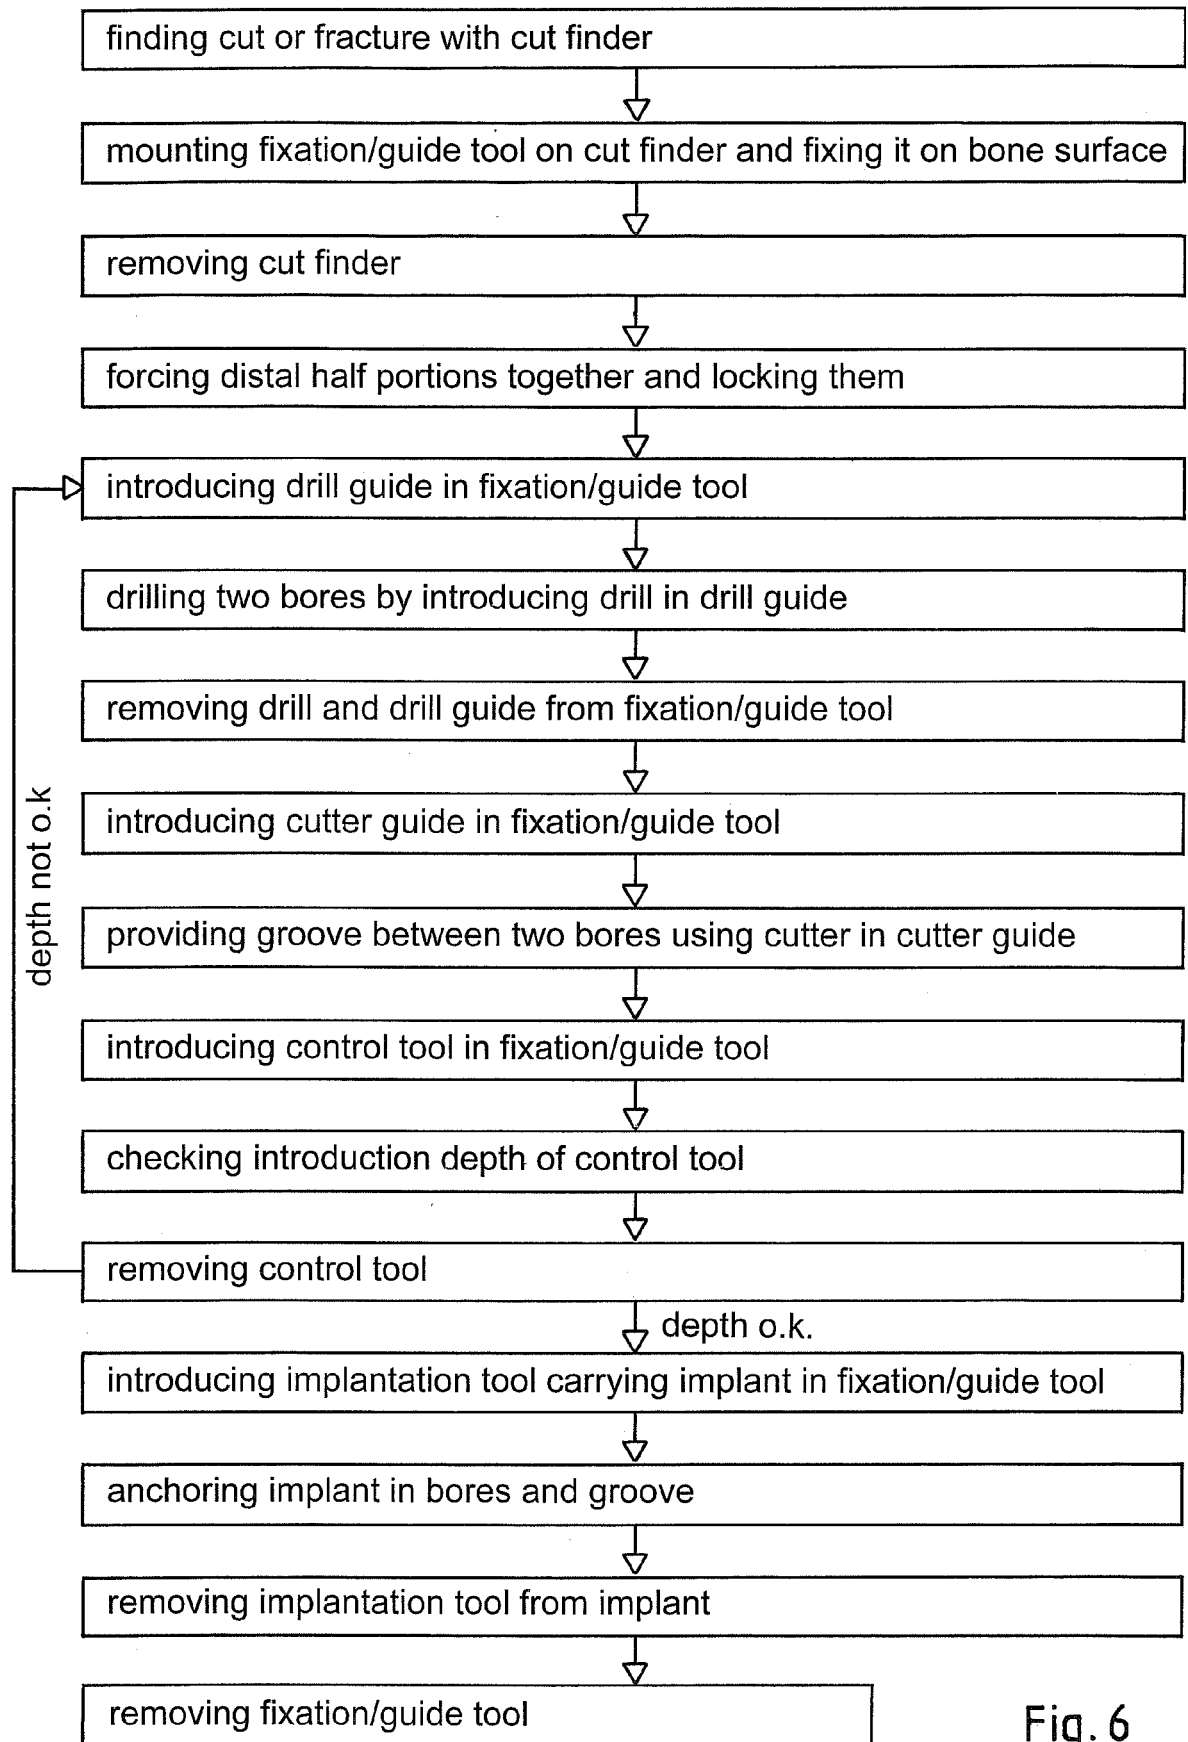 finding cut or fracture with cut finder
mounting fixation/guide tool on cut finder and fixing it on bone surface
removing cut finder
forcing distal half portions together and locking them
introducing drill guide in fixation/guide tool
drilling two bores by introducing drill in drill guide
removing drill and drill guide from fixation/guide tool
introducing cutter guide in fixation/guide tool
depth not o.k
providing groove between two bores using cutter in cutter guide
introducing control tool in fixation/guide tool
checking introduction depth of control tool
removing control tool
depth o.k.
introducing implantation tool carrying implant in fixation/guide tool
anchoring implant in bores and groove
removing implantation tool from implant
removing fixation/guide tool
Fig. 6